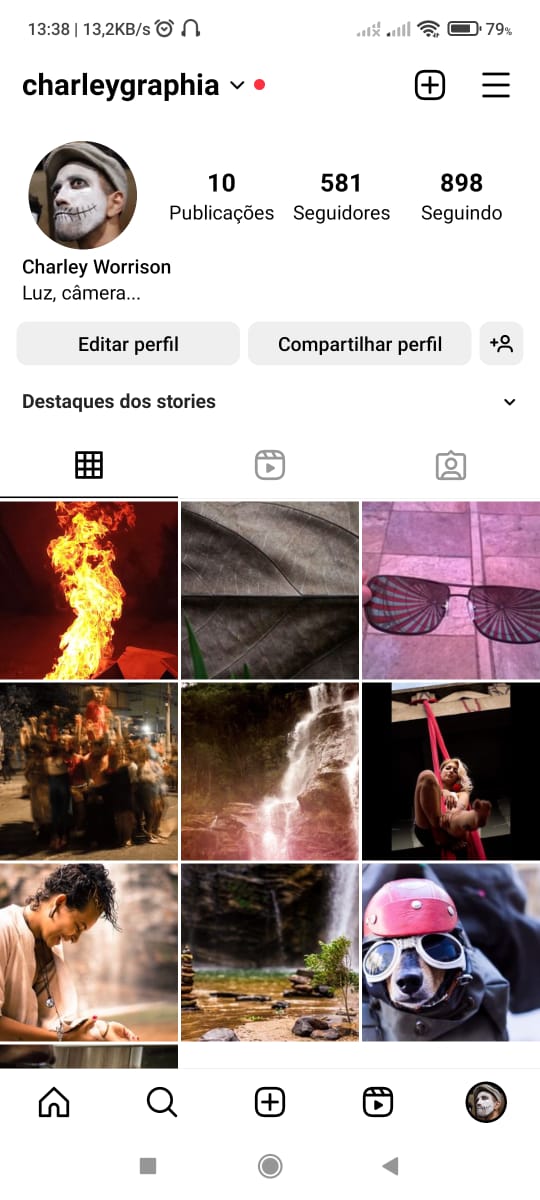 13:38 | 13,2KB/s 79%
charleygraphia
10 581 898
Publicações Seguidores Seguindo
Charley Worrison
Luz, câmera...
Editar perfil Compartilhar perfil
Destaques dos stories